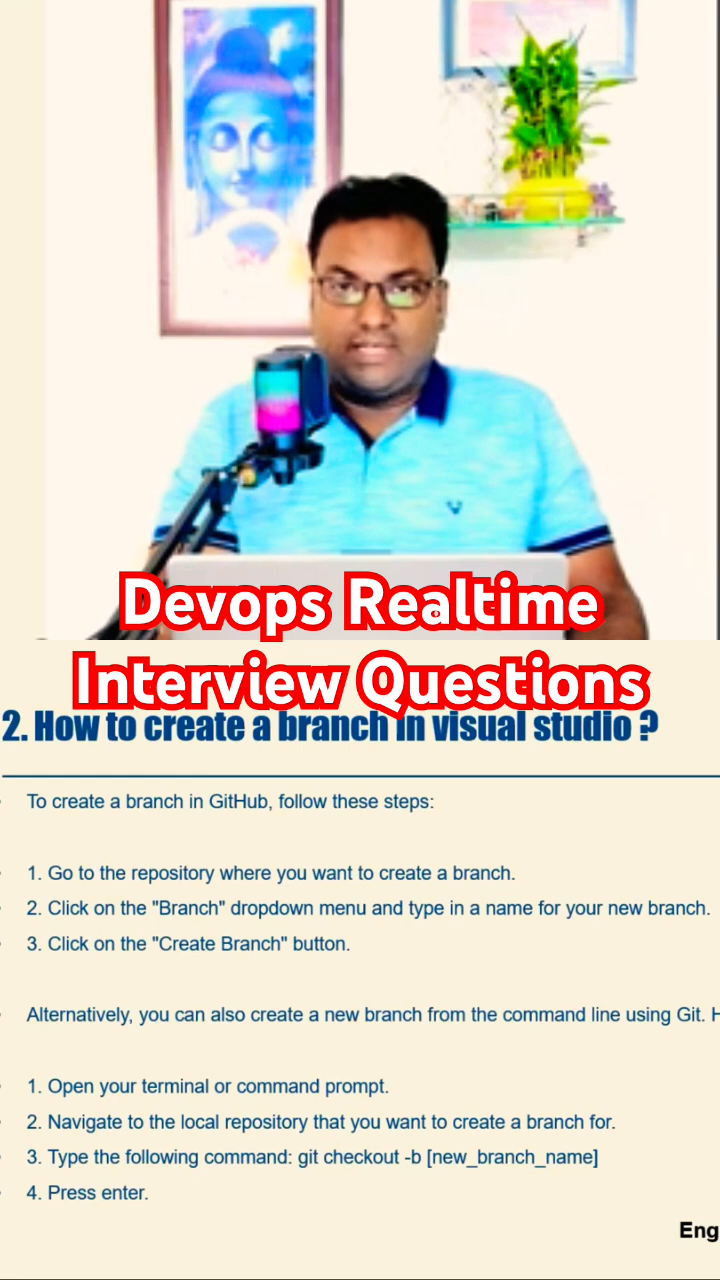 Devops Realtime
Interview Questions
2. How to create a branch in visual studio ?
To create a branch in GitHub, follow these steps:
1. Go to the repository where you want to create a branch.
2. Click on the "Branch" dropdown menu and type in a name for your new branch.
3. Click on the "Create Branch" button.
Alternatively, you can also create a new branch from the command line using Git. H
1. Open your terminal or command prompt.
2. Navigate to the local repository that you want to create a branch for.
3. Type the following command: git checkout -b [new_branch_name]
4. Press enter.
Eng